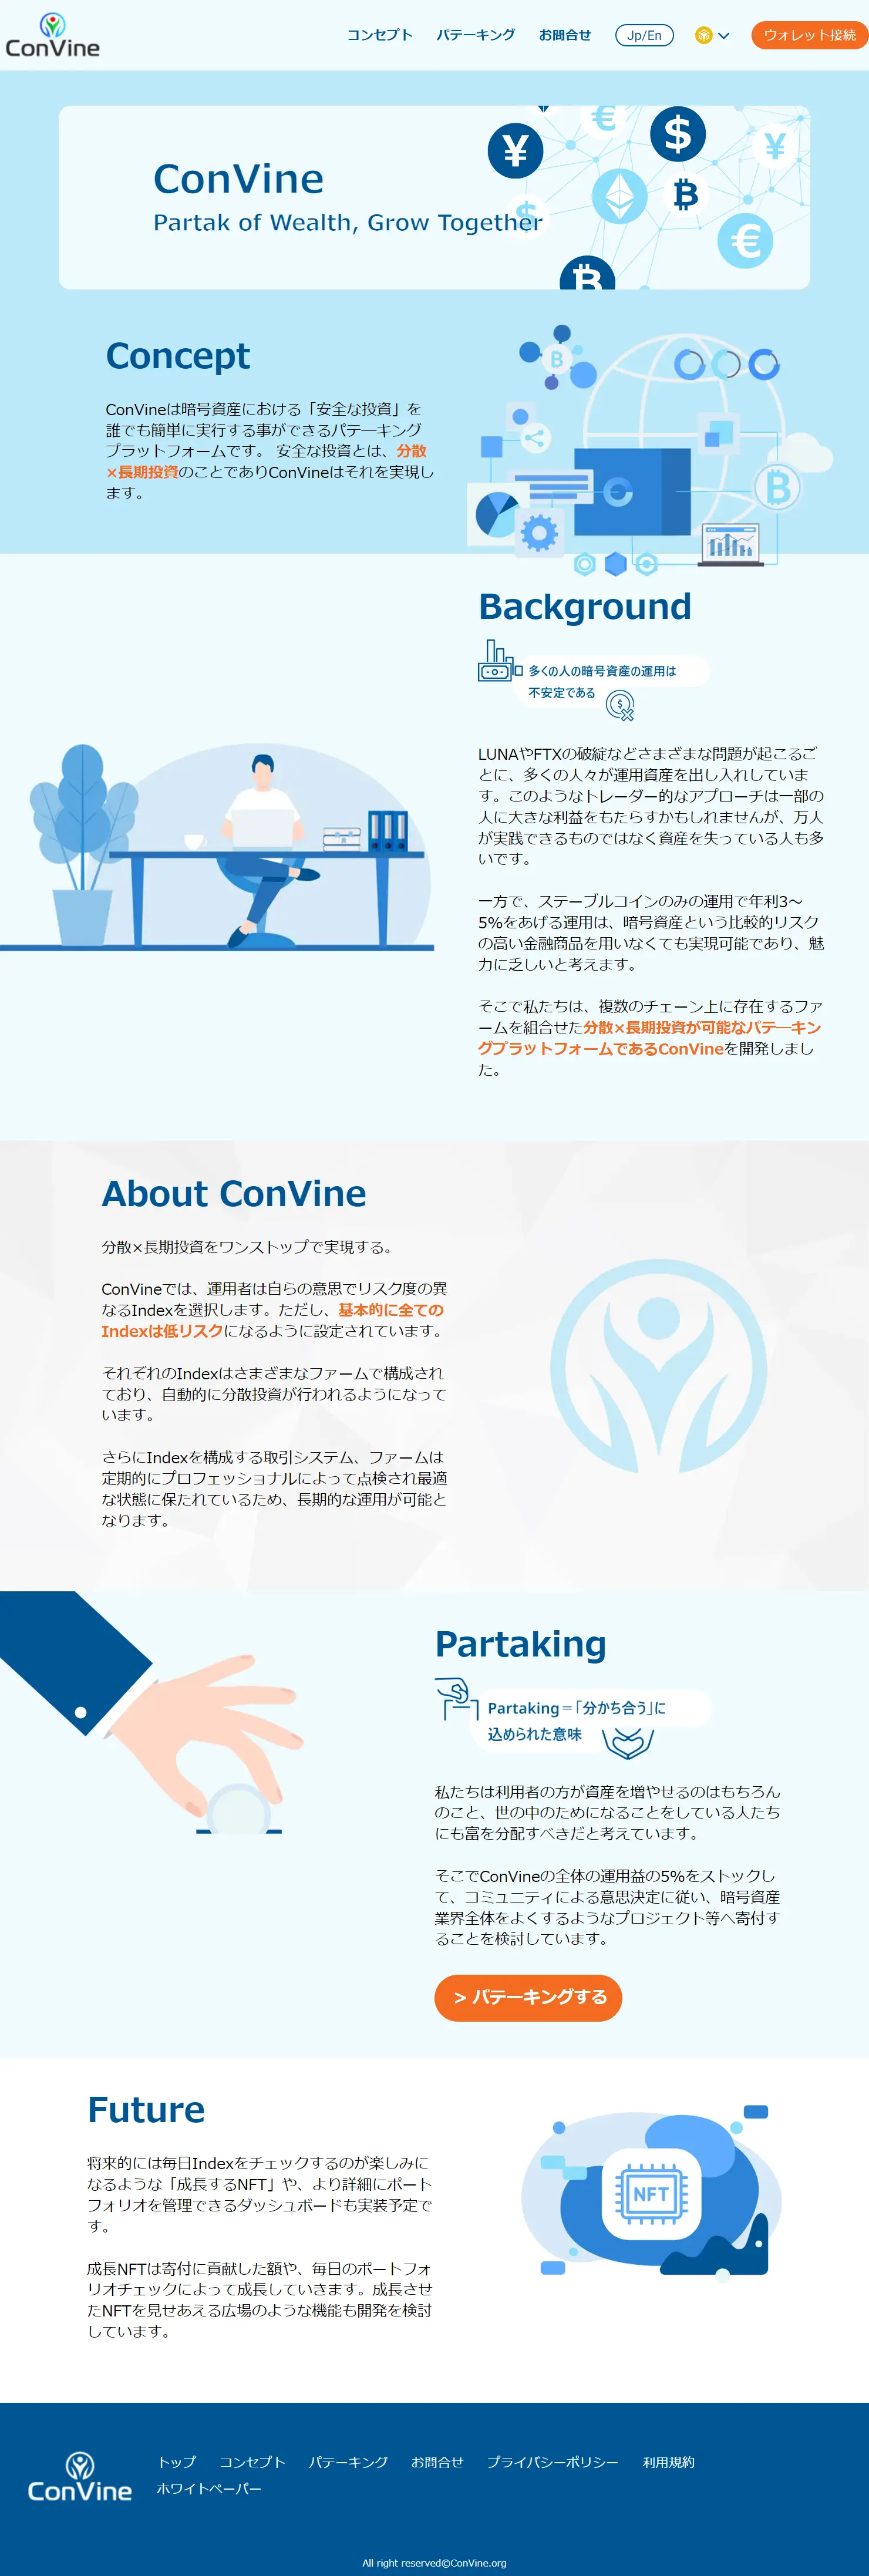 ConVine
コンセプト パテーキング お問合せ Jp/En ウォレット接続
ConVine
Partak of Wealth, Grow Together
Concept
ConVineは暗号資産における「安全な投資」を
誰でも簡単に実行する事ができるパテーキング
プラットフォームです。 安全な投資とは、分散
×長期投資のことでありConVineはそれを実現し
ます。
Background
多くの人の暗号資産の運用は
不安定である
LUNAやFTXの破綻などさまざまな問題が起こるご
とに、多くの人々が運用資産を出し入れしていま
す。このようなトレーダー的なアプローチは一部の
人に大きな利益をもたらすかもしれませんが、万人
が実践できるものではなく資産を失っている人も多
いです。
一方で、ステーブルコインのみの運用で年利3〜
5%をあげる運用は、暗号資産という比較的リスク
の高い金融商品を用いなくても実現可能であり、魅
力に乏しいと考えます。
そこで私たちは、複数のチェーン上に存在するファ
ームを組合せた分散×長期投資が可能なパテーキン
グプラットフォームであるConVineを開発しまし
た。
About ConVine
分散×長期投資をワンストップで実現する。
ConVineでは、運用者は自らの意思でリスク度の異
なるIndexを選択します。ただし、基本的に全ての
Indexは低リスクになるように設定されています。
それぞれのIndexはさまざまなファームで構成され
ており、自動的に分散投資が行われるようになって
います。
さらにIndexを構成する取引システム、ファームは
定期的にプロフェッショナルによって点検され最適
な状態に保たれているため、長期的な運用が可能と
なります。
Partaking
Partaking＝「分かち合う」に
込められた意味
私たちは利用者の方が資産を増やせるのはもちろん
のこと、世の中のためになることをしている人たち
にも富を分配すべきだと考えています。
そこでConVineの全体の運用益の5%をストックし
て、コミュニティによる意思決定に従い、暗号資産
業界全体をよくするようなプロジェクト等へ寄付す
ることを検討しています。
> パテーキングする
Future
将来的には毎日Indexをチェックするのが楽しみに
なるような「成長するNFT」や、より詳細にポート
フォリオを管理できるダッシュボードも実装予定で
す。
成長NFTは寄付に貢献した額や、毎日のポートフォ
リオチェックによって成長していきます。成長させ
たNFTを見せあえる広場のような機能も開発を検討
しています。
NFT
ConVine
トップ コンセプト パテーキング お問合せ プライバシーポリシー 利用規約
ホワイトペーパー
All right reserved©ConVine.org